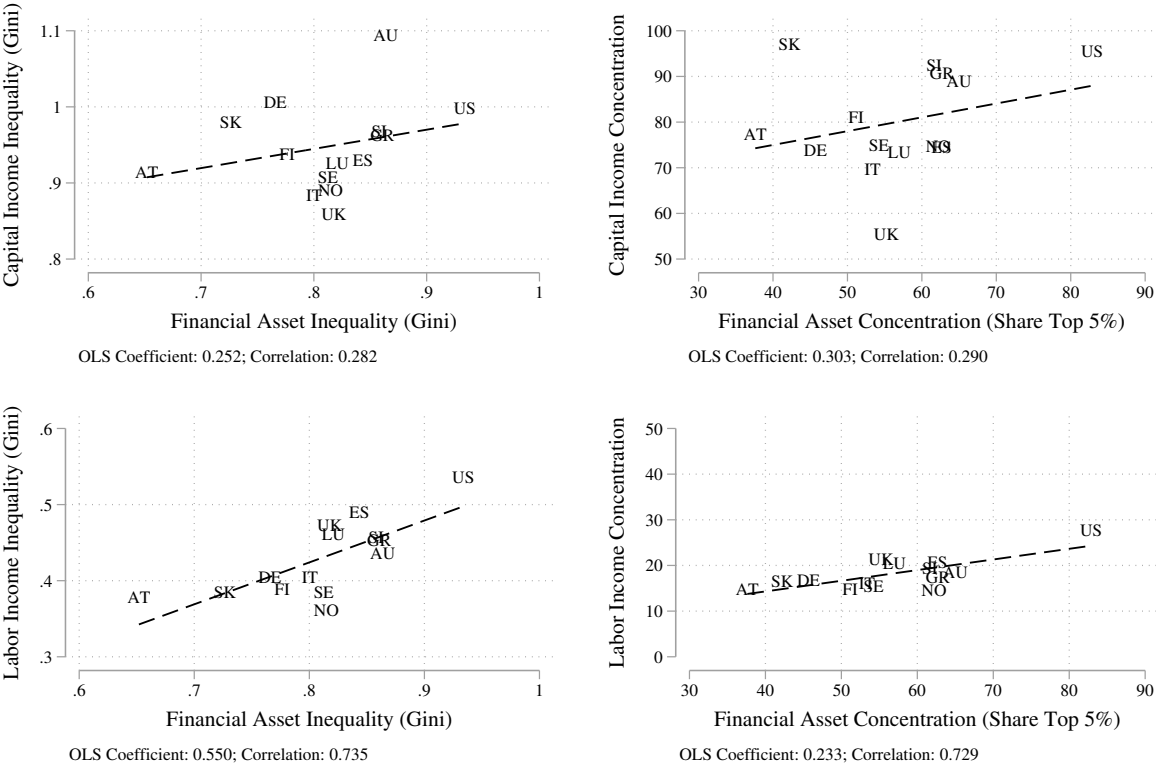 Capital Income Inequality (Gini)
1.1
1
.9
.8
AU
DE
US
SK
SI
GR
FI
ES
LU
AT
SE
NO
IT
UK
.6 .7 .8 .9 1
Financial Asset Inequality (Gini)
OLS Coefficient: 0.252; Correlation: 0.282
Capital Income Concentration
100
90
80
70
60
50
SK
US
SI
GR
AU
FI
AT
SE
NO
ES
DE
LU
IT
UK
30 40 50 60 70 80 90
Financial Asset Concentration (Share Top 5%)
OLS Coefficient: 0.303; Correlation: 0.290
Labor Income Inequality (Gini)
.6
.5
.4
.3
US
ES
UK
LU
SI
GR
AU
DE
IT
FI
SK
SE
AT
NO
.6 .7 .8 .9 1
Financial Asset Inequality (Gini)
OLS Coefficient: 0.550; Correlation: 0.735
Labor Income Concentration
50
40
30
20
10
0
US
UK
LU
ES
SI
AU
GR
SK
DE
IT
SE
FI
AT
NO
30 40 50 60 70 80 90
Financial Asset Concentration (Share Top 5%)
OLS Coefficient: 0.233; Correlation: 0.729